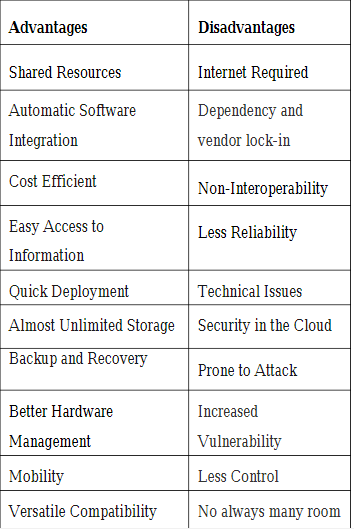 Advantages Disadvantages
Shared Resources Internet Required
Automatic Software Dependency and
Integration vendor lock-in
Cost Efficient Non-Interoperability
Easy Access to Less Reliability
Information
Quick Deployment Technical Issues
Almost Unlimited Storage Security in the Cloud
Backup and Recovery Prone to Attack
Better Hardware Increased
Management Vulnerability
Mobility Less Control
Versatile Compatibility No always many room